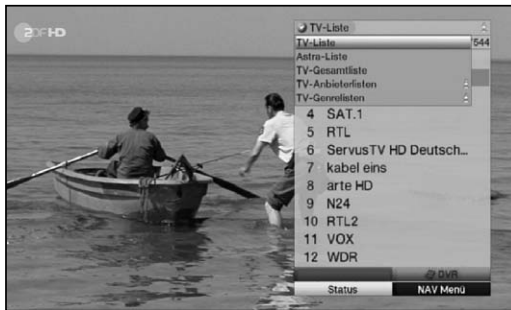 ZDF HD
TV-Liste
TV-Liste
544
Astra-Liste
TV-Gesamtliste
TV-Anbieterlisten
TV-Genrelisten
4 SAT.1
5 RTL
6 ServusTV HD Deutsch...
7 kabel eins
8 arte HD
9 N24
10 RTL2
11 VOX
12 WDR
DVR
Status
NAV Menü